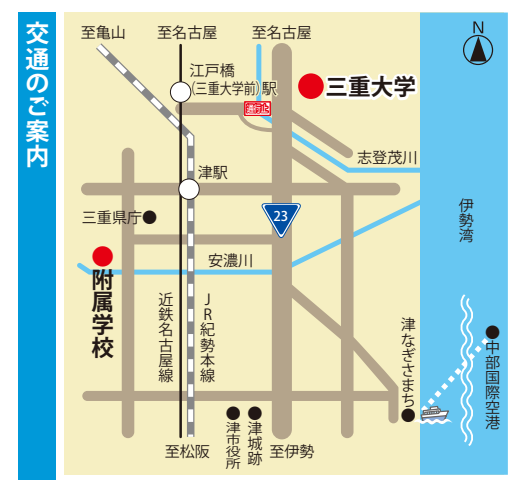 交通のご案内
至亀山
至名古屋
至名古屋
N
江戸橋
(三重大学前)駅
通行止
三重大学
志登茂川
津駅
三重県庁
23
伊勢湾
安濃川
附属学校
近鉄名古屋線
JR紀勢本線
津なぎさまち
中部国際空港
津市役所
津城跡
至松阪
至伊勢